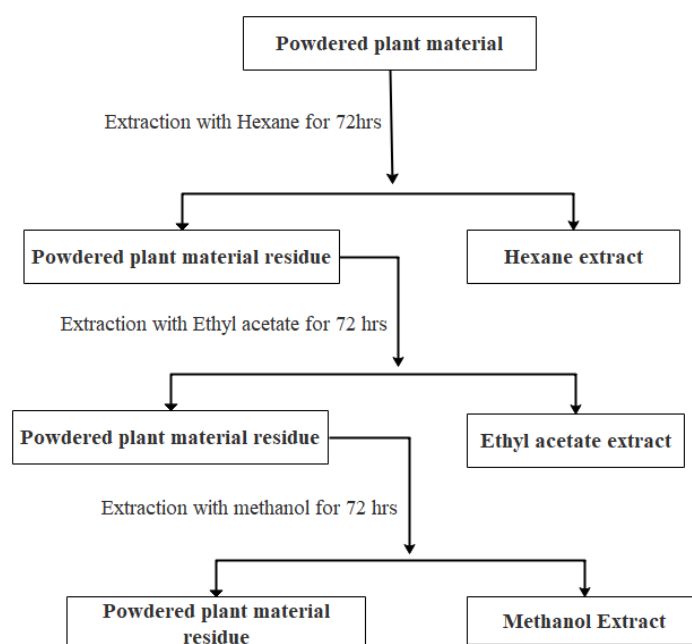 Powdered plant material
Extraction with Hexane for 72hrs
Powdered plant material residue
Hexane extract
Extraction with Ethyl acetate for 72 hrs
Powdered plant material residue
Ethyl acetate extract
Extraction with methanol for 72 hrs
Powdered plant material
residue
Methanol Extract